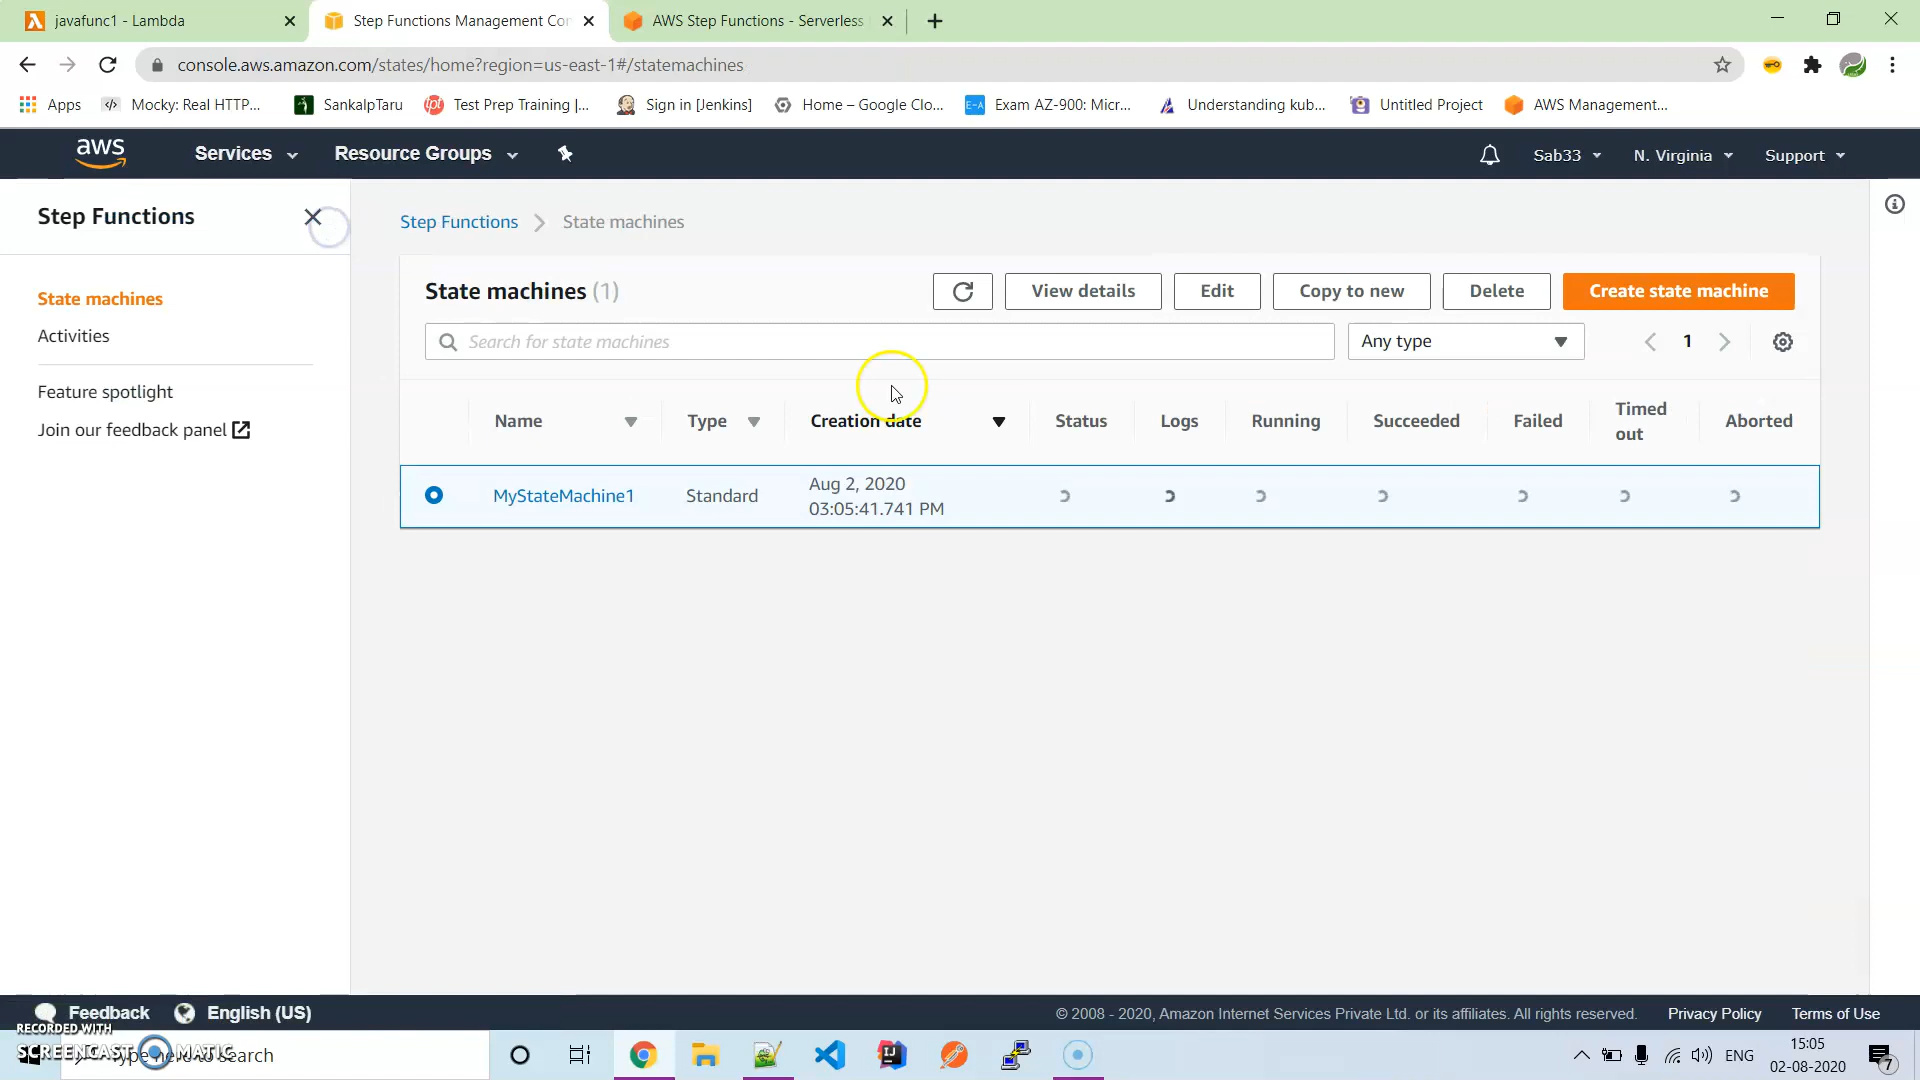 javafunc1 - Lambda
Step Functions Management Con
AWS Step Functions - Serverless
console.aws.amazon.com/states/home?region=us-east-1#/statemachines
Apps
Mocky: Real HTTP...
SankalpTaru
Test Prep Training |...
Sign in [Jenkins]
Home – Google Clo...
Exam AZ-900: Micr...
Understanding kub...
Untitled Project
AWS Management...
aws
Services
Resource Groups
Sab33
N. Virginia
Support
Step Functions
Step Functions
State machines
State machines (1)
View details
Edit
Copy to new
Delete
Create state machine
State machines
Activities
Feature spotlight
Join our feedback panel
Search for state machines
Any type
1
Name
Type
Creation date
Status
Logs
Running
Succeeded
Failed
Timed out
Aborted
MyStateMachine1
Standard
Aug 2, 2020
03:05:41.741 PM
Feedback
English (US)
© 2008 - 2020, Amazon Internet Services Private Ltd. or its affiliates. All rights reserved.
Privacy Policy
Terms of Use
RECORDED WITH
SCREENCAST MATIC
Type here to search
ENG
15:05
02-08-2020
7